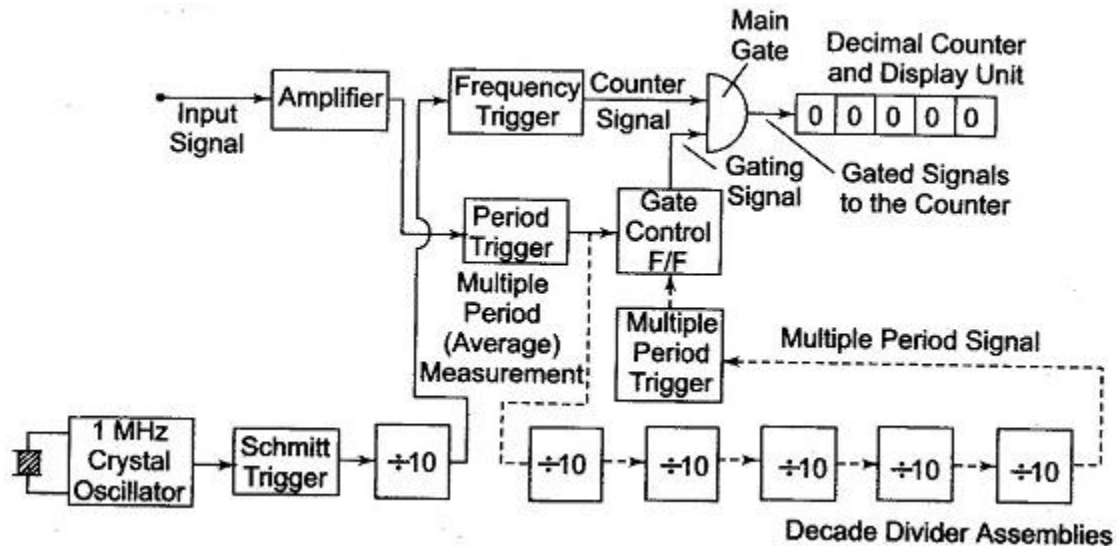 Main
Gate
Decimal Counter
and Display Unit
Input
Signal
Amplifier
Frequency
Trigger
Counter
Signal
0 0 0 0 0
Gating
Signal
Gated Signals
to the Counter
Period
Trigger
Gate
Control
F/F
Multiple
Period
(Average)
Measurement
Multiple
Period
Trigger
Multiple Period Signal
1 MHz
Crystal
Oscillator
Schmitt
Trigger
÷10
÷10
÷10
÷10
÷10
÷10
Decade Divider Assemblies